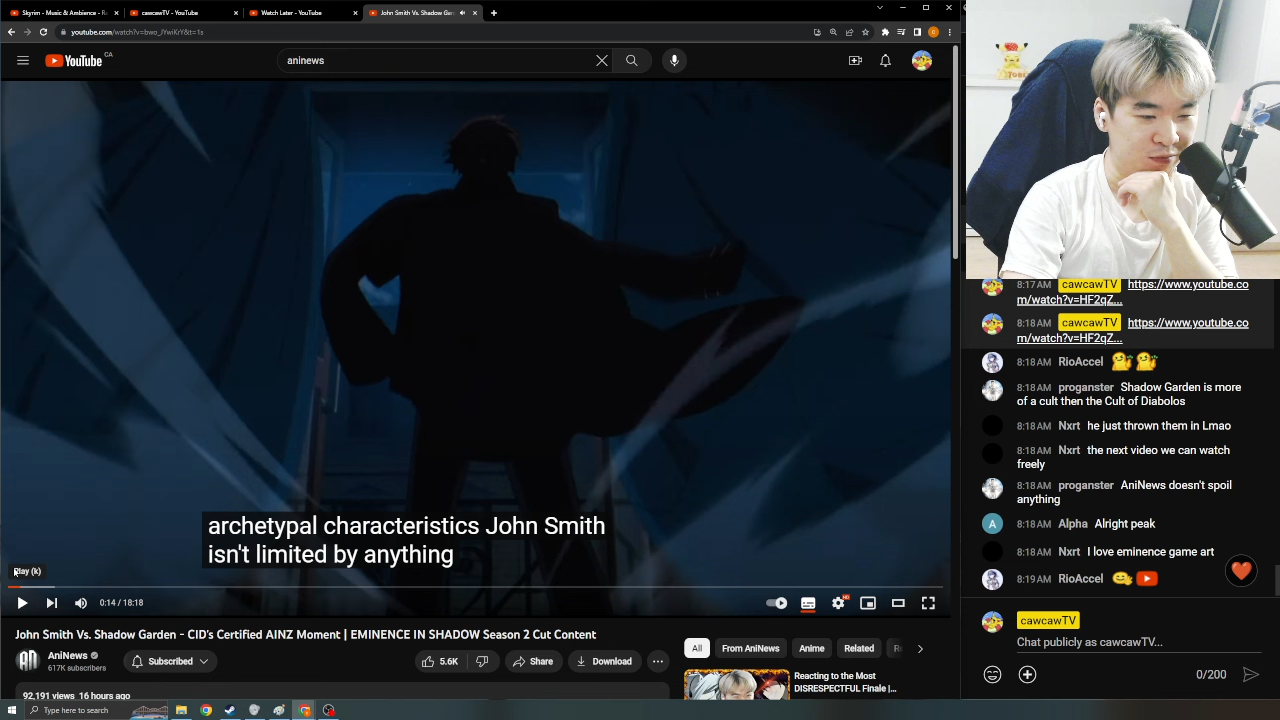 Skyrim - Music & Ambience - R
cawcawTV - YouTube
Watch Later - YouTube
John Smith Vs. Shadow Gar
youtube.com/watch?v=bwo_JYwiKrY&t=1s
YouTube CA
aninews
archetypal characteristics John Smith
isn't limited by anything
Play (k)
0:14 / 18:18
John Smith Vs. Shadow Garden - CID's Certified AINZ Moment | EMINENCE IN SHADOW Season 2 Cut Content
AniNews
617K subscribers
Subscribed
5.6K
Share
Download
92,191 views 16 hours ago
All
From AniNews
Anime
Related
Reacting to the Most
DISRESPECTFUL Finale |...
8:17 AM cawcawTV https://www.youtube.co
m/watch?v=HF2qZ...
8:18 AM cawcawTV https://www.youtube.co
m/watch?v=HF2qZ...
8:18 AM RioAccel
8:18 AM proganster Shadow Garden is more
of a cult then the Cult of Diabolos
8:18 AM Nxrt he just thrown them in Lmao
8:18 AM Nxrt the next video we can watch
freely
8:18 AM proganster AniNews doesn't spoil
anything
A
8:18 AM Alpha Alright peak
8:18 AM Nxrt I love eminence game art
8:19 AM RioAccel
cawcawTV
Chat publicly as cawcawTV...
0/200
Type here to search